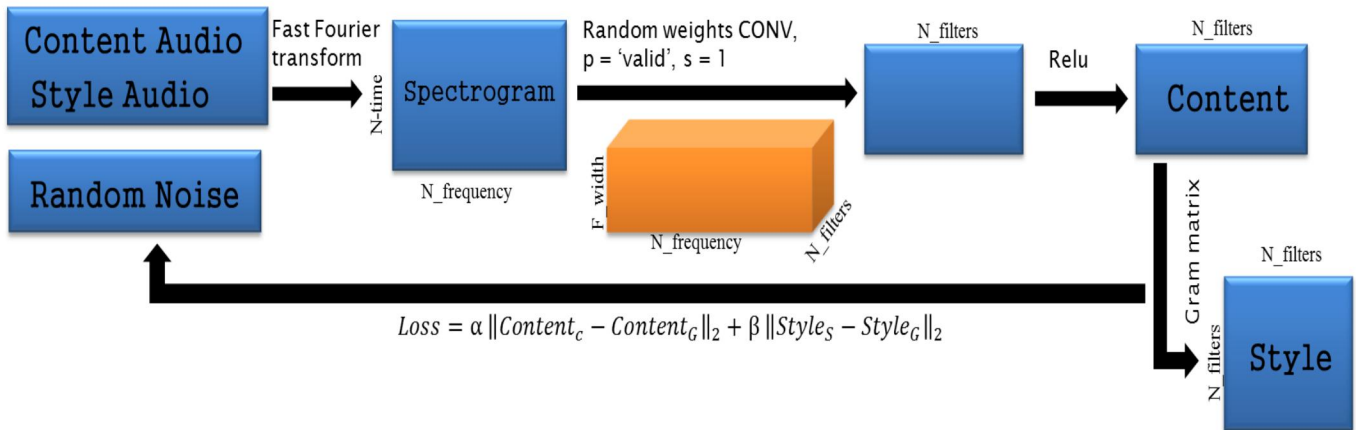 Content Audio
Style Audio
Random Noise
Fast Fourier
transform
N-time
Spectrogram
N_frequency
Random weights CONV,
p = ‘valid’, s = 1
F_width
N_frequency
N_filters
N_filters
Relu
N_filters
Content
Gram matrix
N_filters
N_filters
Style
Loss = α ‖Content_c − Content_G‖_2 + β ‖Style_S − Style_G‖_2